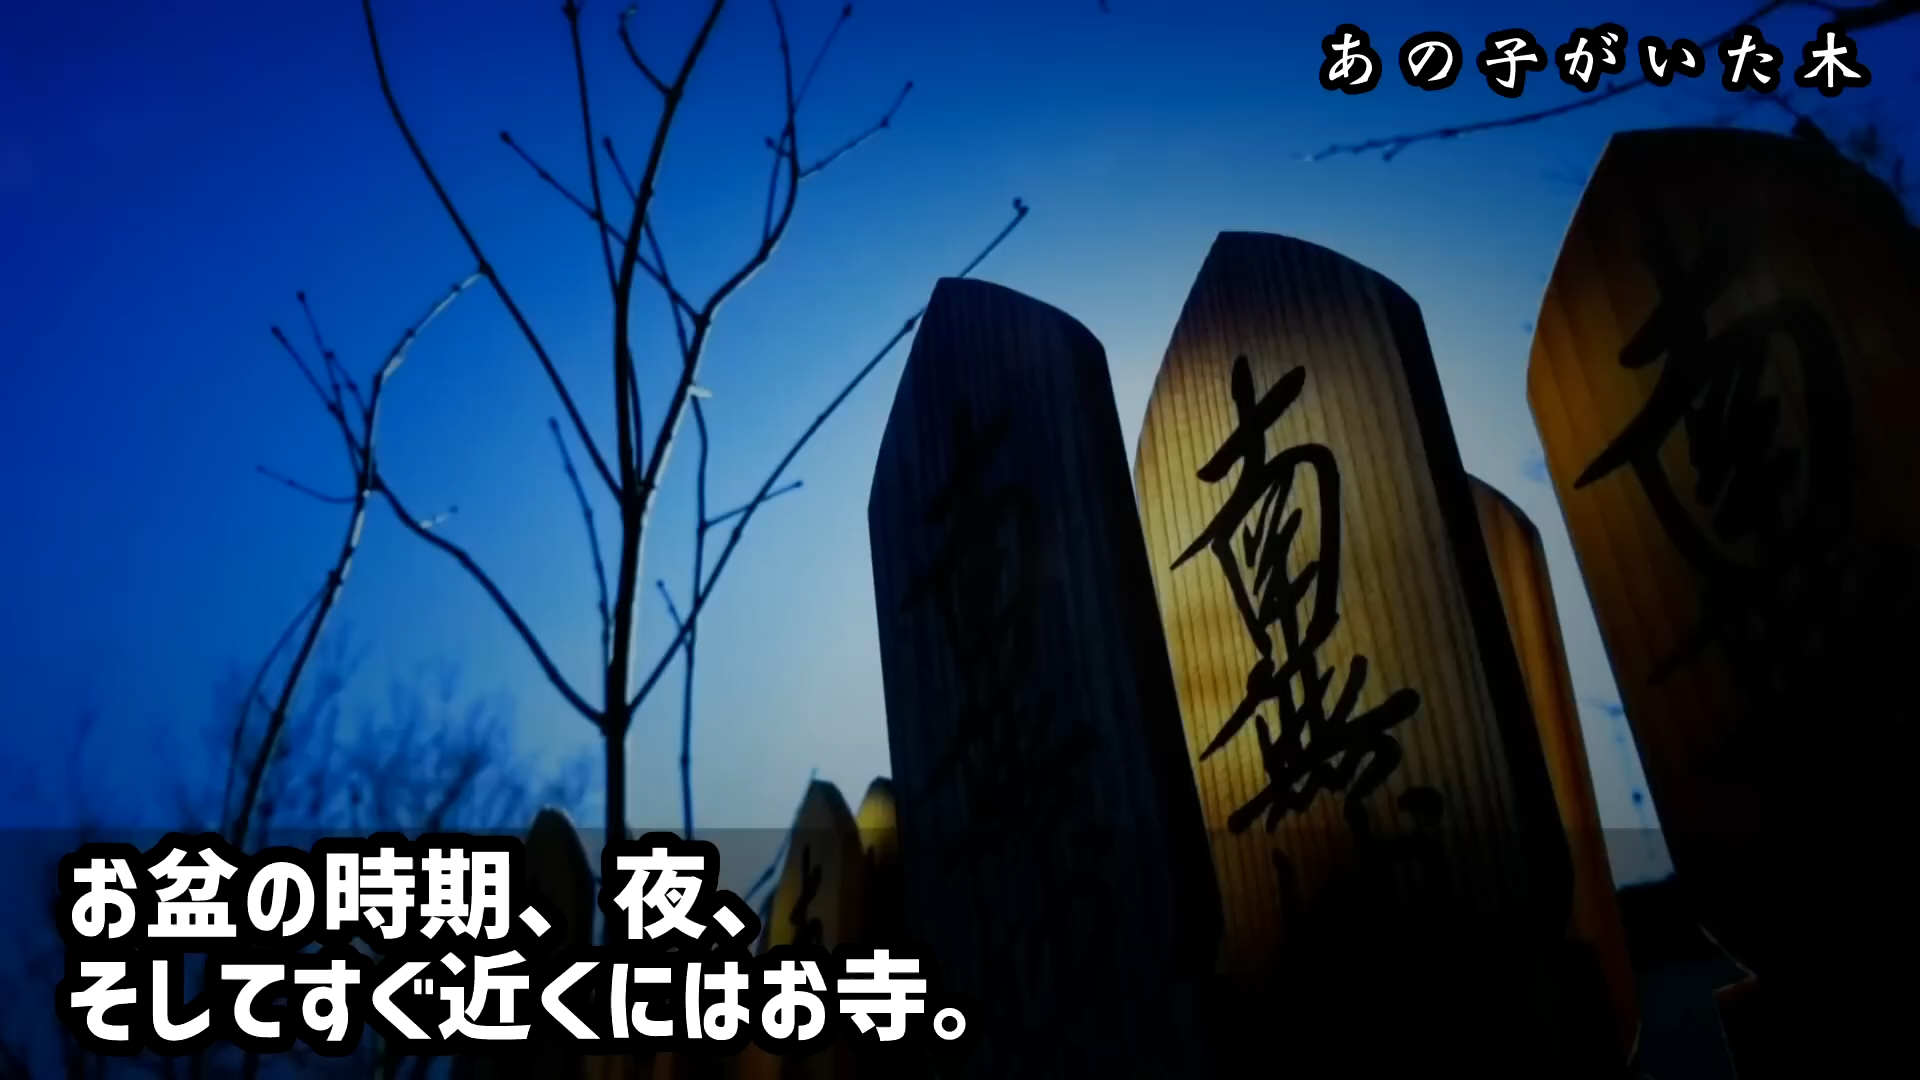 あの子がいた木
南無
南
お盆の時期、夜、
そしてすぐ近くにはお寺。